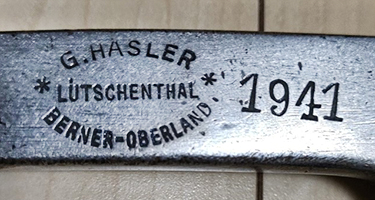 G. HASLER
* LÜTSCHENTHAL *
BERNER-OBERLAND
1941